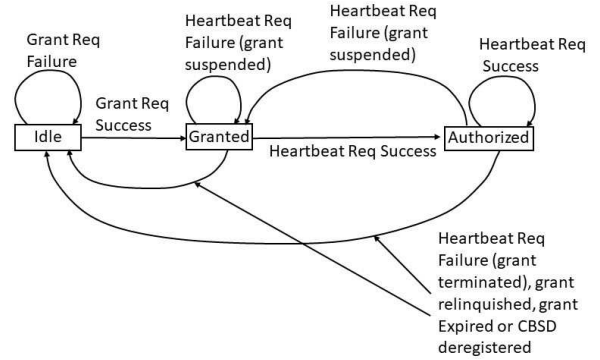 Grant Req
Failure
Heartbeat Req
Failure (grant
suspended)
Heartbeat Req
Failure (grant
suspended)
Heartbeat Req
Success
Grant Req
Success
Idle
Granted
Heartbeat Req Success
Authorized
Heartbeat Req
Failure (grant
terminated), grant
relinquished, grant
Expired or CBSD
deregistered